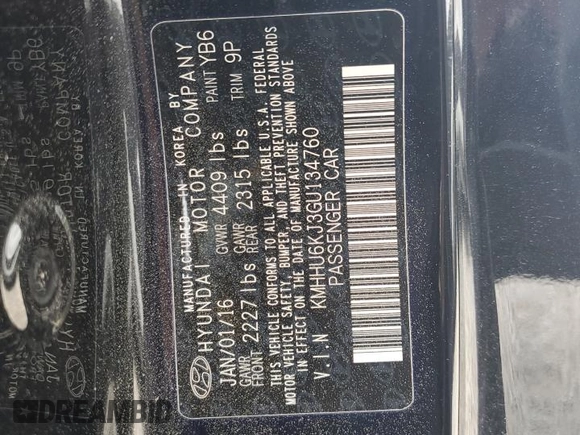 MANUFACTURED IN KOREA BY
HYUNDAI MOTOR COMPANY
JAN/01/16 GVWR 4409 lbs PAINT YB6
GAWR FRONT 2227 lbs GAWR REAR 2315 lbs TRIM 9P
THIS VEHICLE CONFORMS TO ALL APPLICABLE U.S.A. FEDERAL
MOTOR VEHICLE SAFETY, BUMPER, AND THEFT PREVENTION STANDARDS
IN EFFECT ON THE DATE OF MANUFACTURE SHOWN ABOVE
V.I.N KMHHU6KJ3GU134760
PASSENGER CAR
DREAMBID